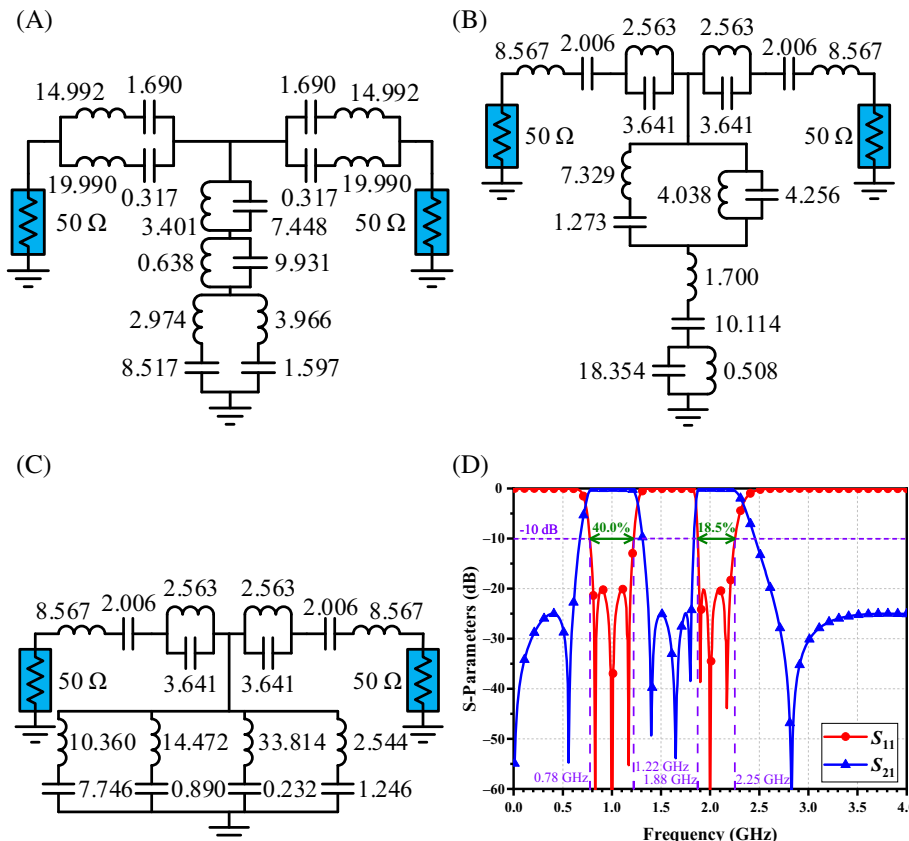 (A)
1.690
1.690
14.992
14.992
19.990
19.990
0.317
0.317
50 Ω
50 Ω
3.401
7.448
0.638
9.931
2.974
3.966
8.517
1.597
(B)
2.563
2.563
2.006
2.006
8.567
8.567
3.641
3.641
50 Ω
50 Ω
7.329
4.038
4.256
1.273
1.700
10.114
18.354
0.508
(C)
2.563
2.563
2.006
2.006
8.567
8.567
3.641
3.641
50 Ω
50 Ω
10.360
14.472
33.814
2.544
7.746
0.890
0.232
1.246
(D)
0
-10
-20
-30
-40
-50
-60
S-Parameters (dB)
-10 dB
40.0%
18.5%
0.78 GHz
1.22 GHz
1.88 GHz
2.25 GHz
S11
S21
0.0 0.5 1.0 1.5 2.0 2.5 3.0 3.5 4.0
Frequency (GHz)